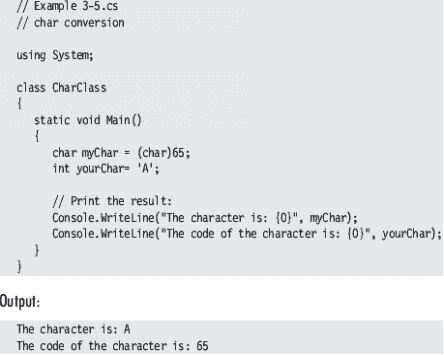 // Example 3-5.cs
// char conversion
using System;
class CharClass
{
static void Main()
{
char myChar = (char)65;
int yourChar= 'A';
// Print the result:
Console.WriteLine("The character is: {0}", myChar);
Console.WriteLine("The code of the character is: {0}", yourChar);
}
}
Output:
The character is: A
The code of the character is: 65